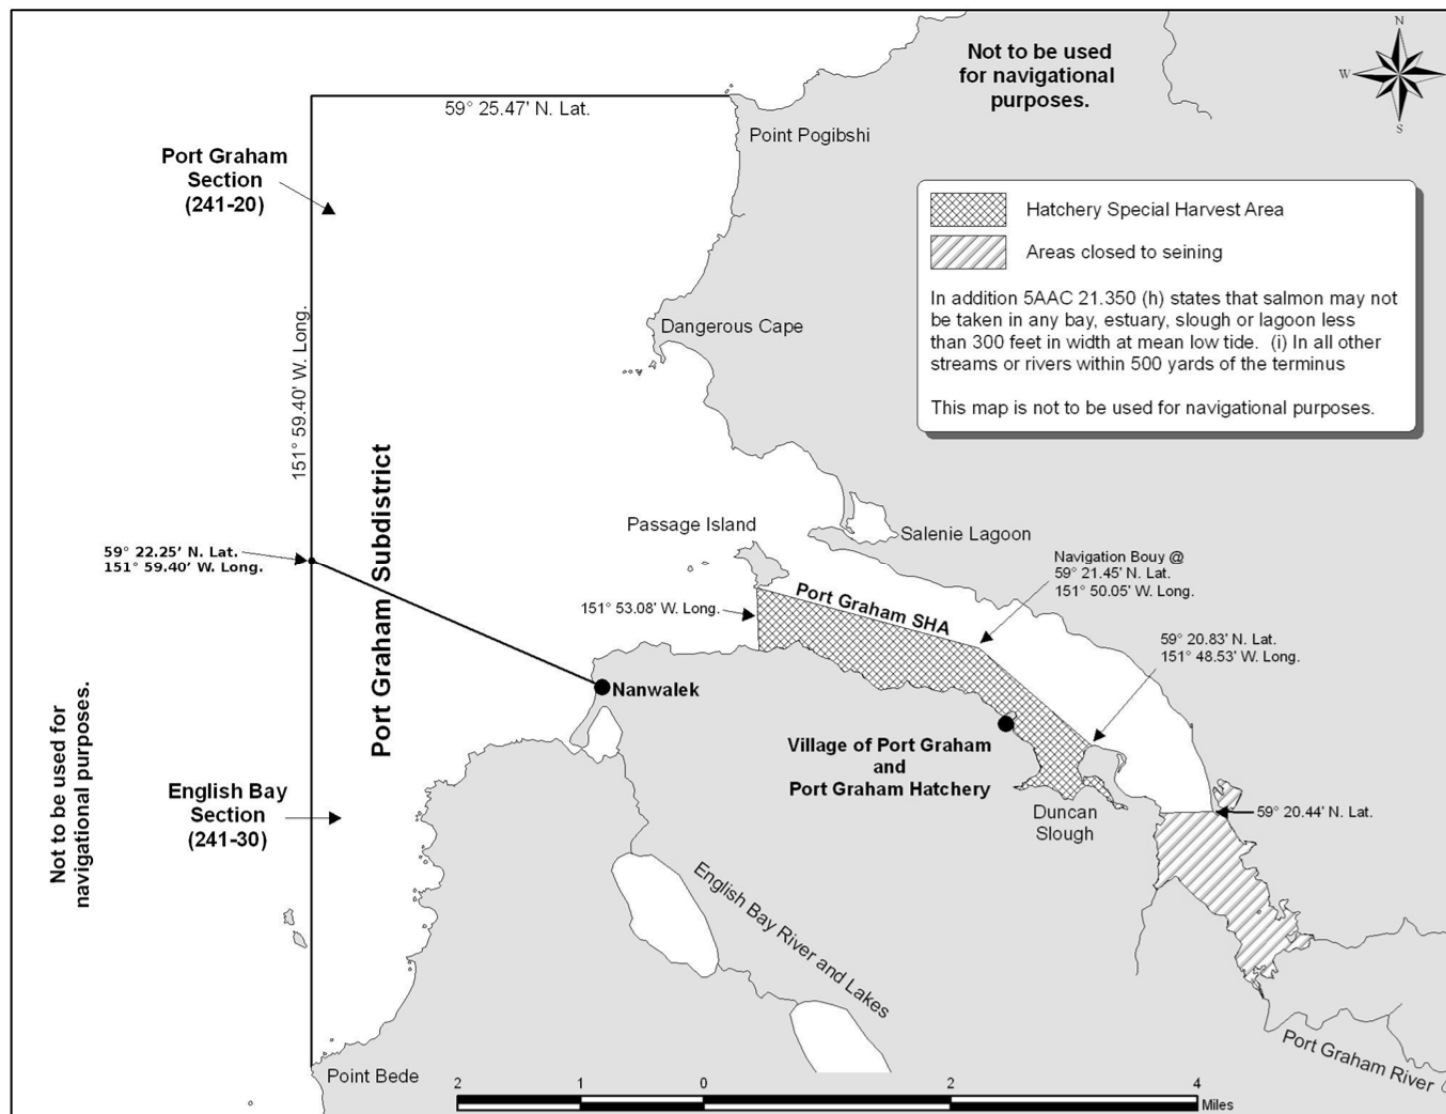 Not to be used
for navigational
purposes.
N
W
S
59° 25.47' N. Lat.
Point Pogibshi
Port Graham
Section
(241-20)
Hatchery Special Harvest Area
Areas closed to seining
In addition 5AAC 21.350 (h) states that salmon may not
be taken in any bay, estuary, slough or lagoon less
than 300 feet in width at mean low tide. (i) In all other
streams or rivers within 500 yards of the terminus
This map is not to be used for navigational purposes.
151° 59.40' W. Long.
Dangerous Cape
Port Graham Subdistrict
Passage Island
Salenie Lagoon
59° 22.25' N. Lat.
151° 59.40' W. Long.
Navigation Bouy @
59° 21.45' N. Lat.
151° 50.05' W. Long.
151° 53.08' W. Long.
Port Graham SHA
59° 20.83' N. Lat.
151° 48.53' W. Long.
Nanwalek
Not to be used for
navigational purposes.
Village of Port Graham
and
Port Graham Hatchery
English Bay
Section
(241-30)
Duncan
Slough
59° 20.44' N. Lat.
English Bay River and Lakes
Port Graham River
Point Bede
2 1 0 2 4
Miles